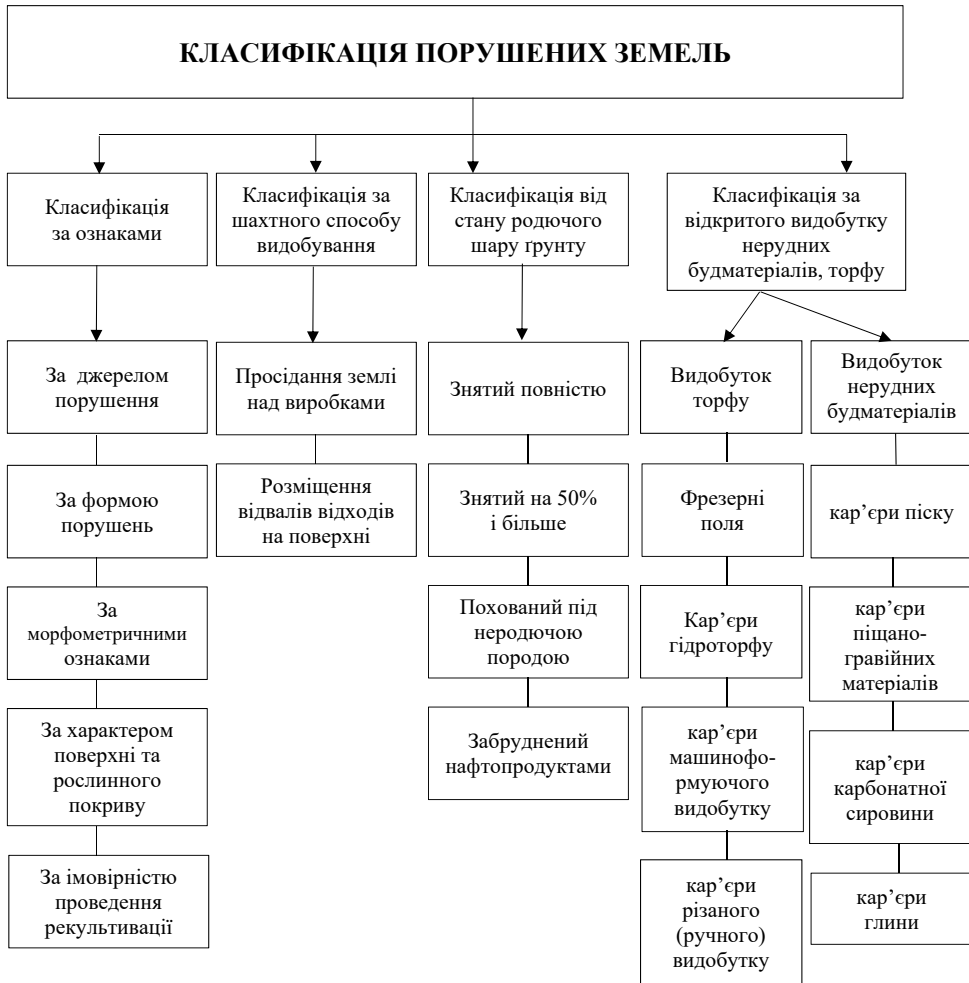 КЛАСИФІКАЦІЯ ПОРУШЕНИХ ЗЕМЕЛЬ
Класифікація
за ознаками
Класифікація за
шахтного способу
видобування
Класифікація від
стану родючого
шару ґрунту
Класифікація за
відкритого видобутку
нерудних
будматеріалів, торфу
За джерелом
порушення
Просідання землі
над виробками
Знятий повністю
Видобуток
торфу
Видобуток
нерудних
будматеріалів
За формою
порушень
Розміщення
відвалів відходів
на поверхні
Знятий на 50%
і більше
Фрезерні
поля
кар’єри піску
За
морфометричними
ознаками
Похований під
неродючою
породою
Кар’єри
гідроторфу
кар’єри
піщано-
гравійних
матеріалів
За характером
поверхні та
рослинного
покриву
Забруднений
нафтопродуктами
кар’єри
машинофо-
рмуючого
видобутку
кар’єри
карбонатної
сировини
За імовірністю
проведення
рекультивації
кар’єри
різаного
(ручного)
видобутку
кар’єри
глини